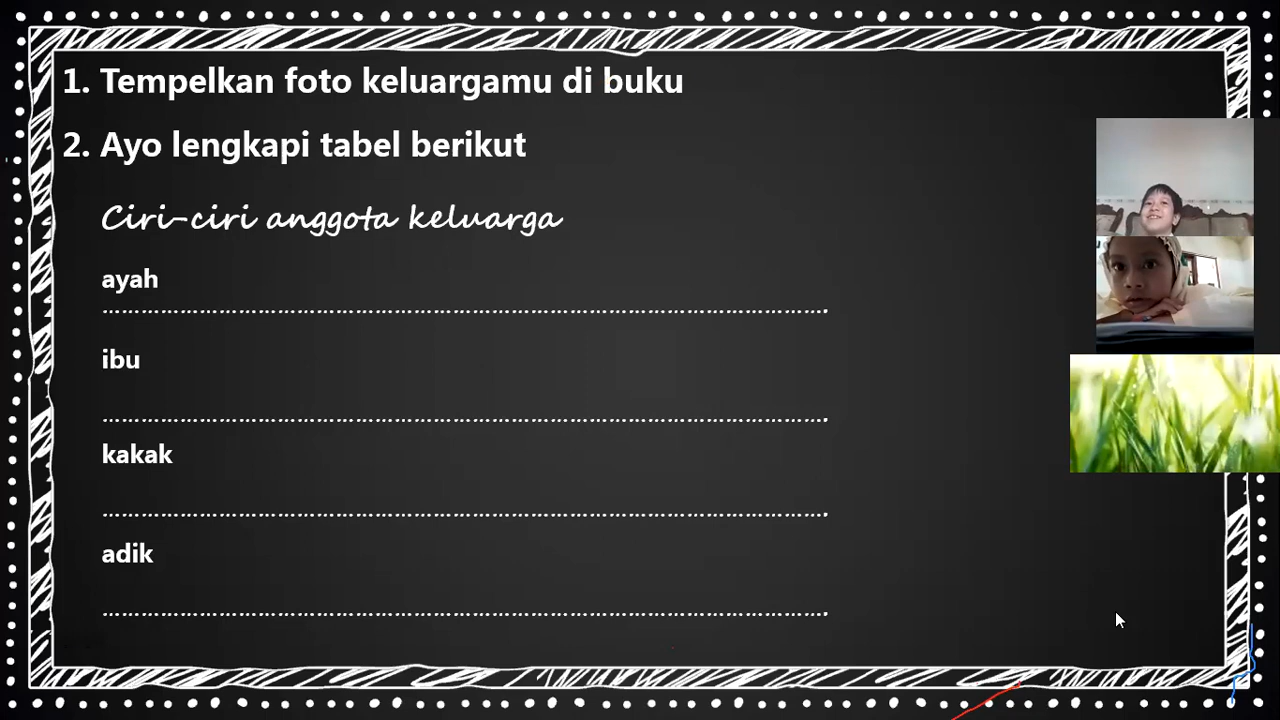 1. Tempelkan foto keluargamu di buku
2. Ayo lengkapi tabel berikut
Ciri-ciri anggota keluarga
ayah
……………………………………………………………………………………….
ibu
……………………………………………………………………………………….
kakak
……………………………………………………………………………………….
adik
……………………………………………………………………………………….